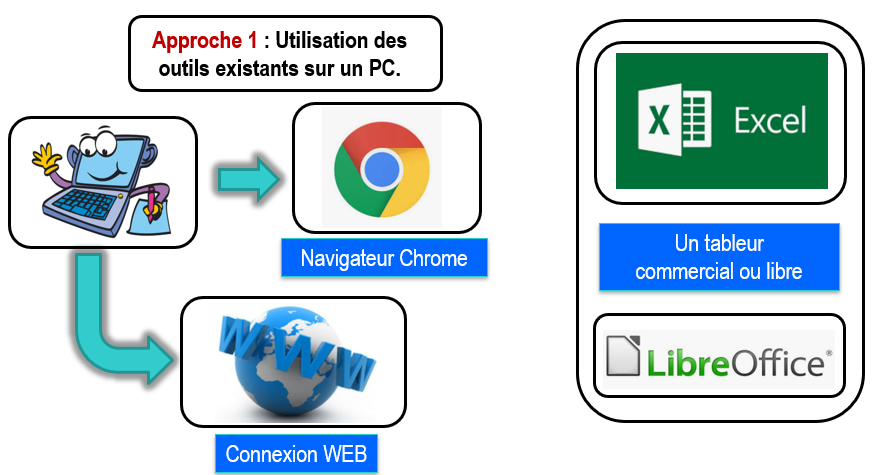 Approche 1 : Utilisation des
outils existants sur un PC.
Navigateur Chrome
WWW
Connexion WEB
X Excel
Un tableur
commercial ou libre
LibreOffice®